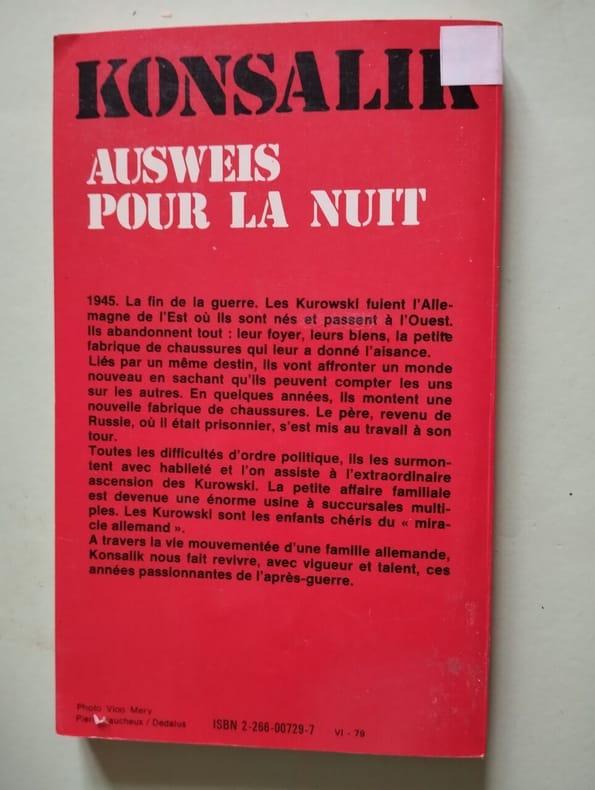 KONSALIK
AUSWEIS
POUR LA NUIT
1945. La fin de la guerre. Les Kurowski fuient l'Alle-
magne de l'Est où ils sont nés et passent à l'Ouest.
Ils abandonnent tout : leur foyer, leurs biens, la petite
fabrique de chaussures qui leur a donné l'aisance.
Liés par un même destin, ils vont affronter un monde
nouveau en sachant qu'ils peuvent compter les uns
sur les autres. En quelques années, ils montent une
nouvelle fabrique de chaussures. Le père, revenu de
Russie, où il était prisonnier, s'est mis au travail à son
tour.
Toutes les difficultés d'ordre politique, ils les surmon-
tent avec habileté et l'on assiste à l'extraordinaire
ascension des Kurowski. La petite affaire familiale
est devenue une énorme usine à succursales multi-
ples. Les Kurowski sont les enfants chéris du « mira-
cle allemand ».
A travers la vie mouvementée d'une famille allemande,
Konsalik nous fait revivre, avec vigueur et talent, ces
années passionnantes de l'après-guerre.
Photo Vioo Mery
/ Dedalus
ISBN 2-266-00729-7
VI - 79